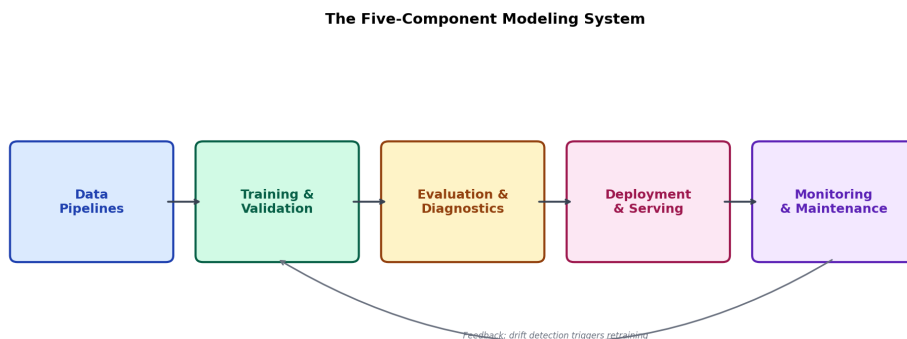 The Five-Component Modeling System
Data
Pipelines
Training &
Validation
Evaluation &
Diagnostics
Deployment
& Serving
Monitoring
& Maintenance
Feedback: drift detection triggers retraining